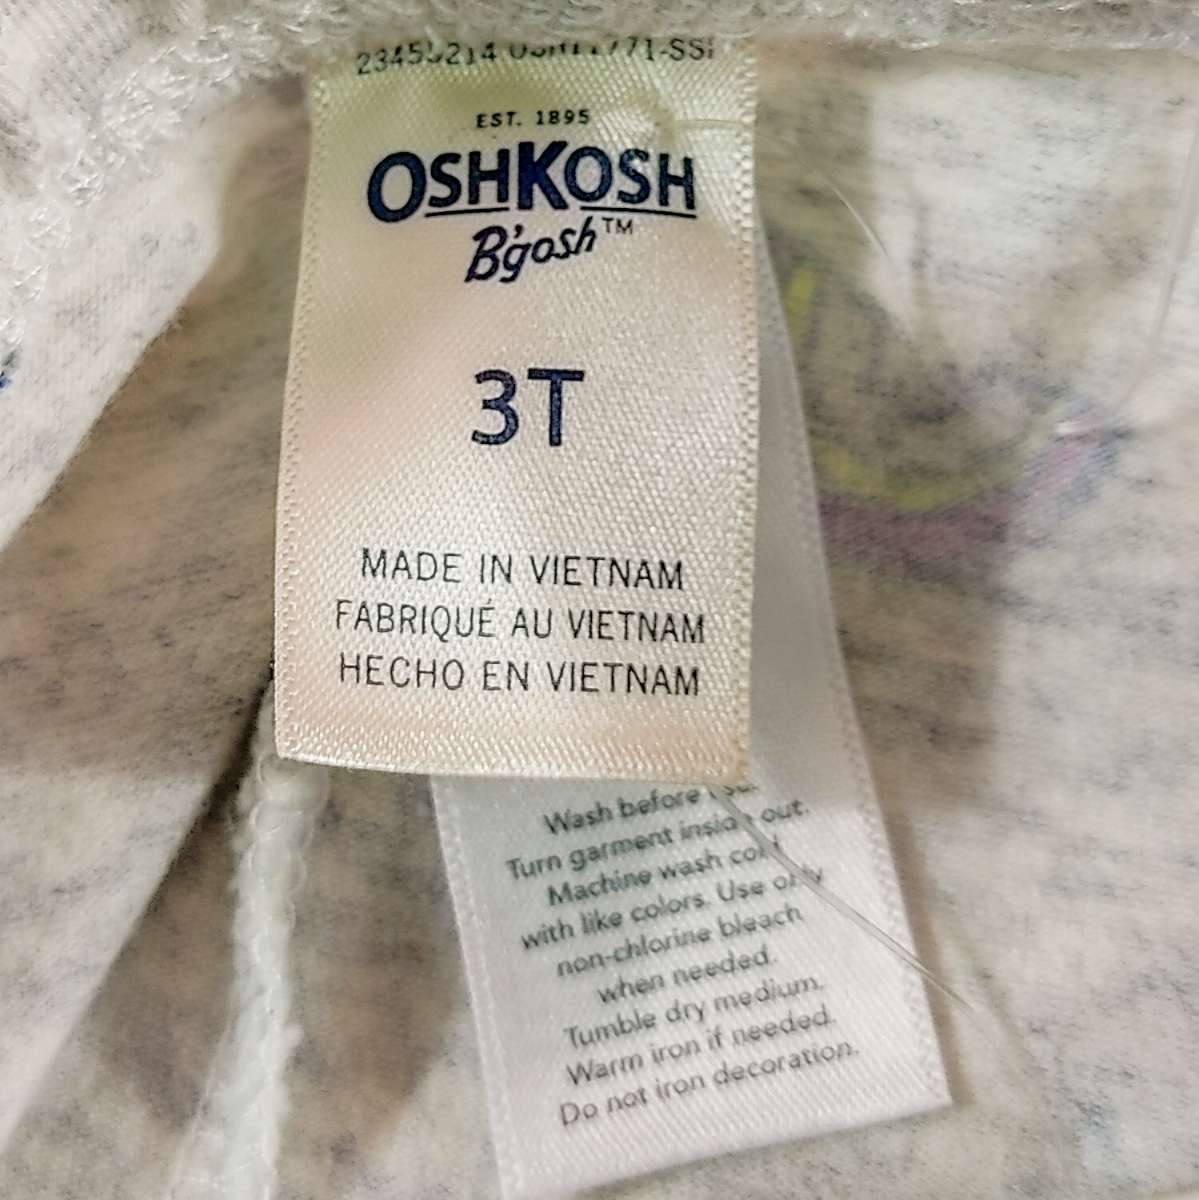 EST. 1895
OSHKOSH
B'gosh™
3T
MADE IN VIETNAM
FABRIQUÉ AU VIETNAM
HECHO EN VIETNAM
Wash before
Turn garment inside out.
Machine wash cold
with like colors. Use only
non-chlorine bleach
when needed.
Tumble dry medium.
Warm iron if needed.
Do not iron decoration.